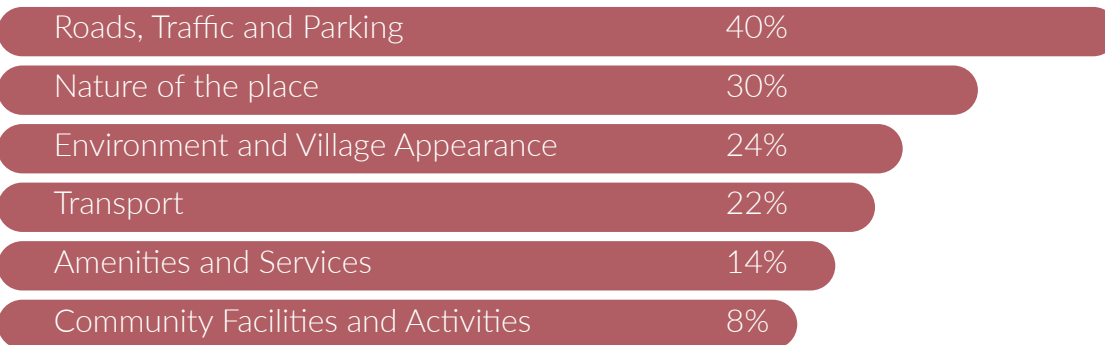 Roads, Traffic and Parking 40%
Nature of the place 30%
Environment and Village Appearance 24%
Transport 22%
Amenities and Services 14%
Community Facilities and Activities 8%